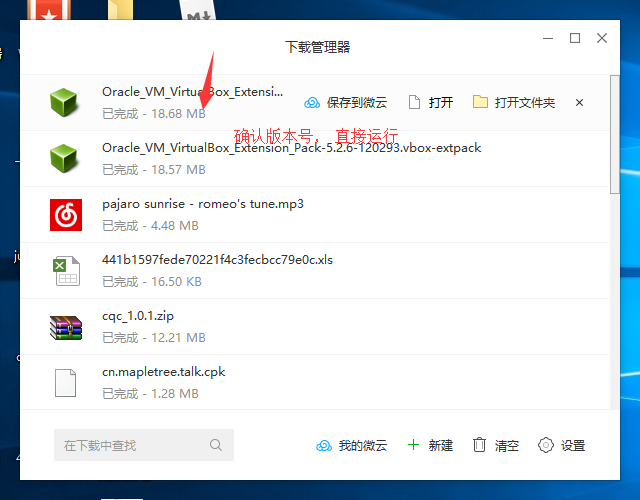 下载管理器
Oracle_VM_VirtualBox_Extensi...
已完成 - 18.68 MB
保存到微云 打开 打开文件夹
确认版本号， 直接运行
Oracle_VM_VirtualBox_Extension_Pack-5.2.6-120293.vbox-extpack
已完成 - 18.57 MB
pajaro sunrise - romeo's tune.mp3
已完成 - 4.48 MB
441b1597fede70221f4c3fecbcc79e0c.xls
已完成 - 16.50 KB
cqc_1.0.1.zip
已完成 - 12.21 MB
cn.mapletree.talk.cpk
已完成 - 1.28 MB
在下载中查找
我的微云 新建 清空 设置